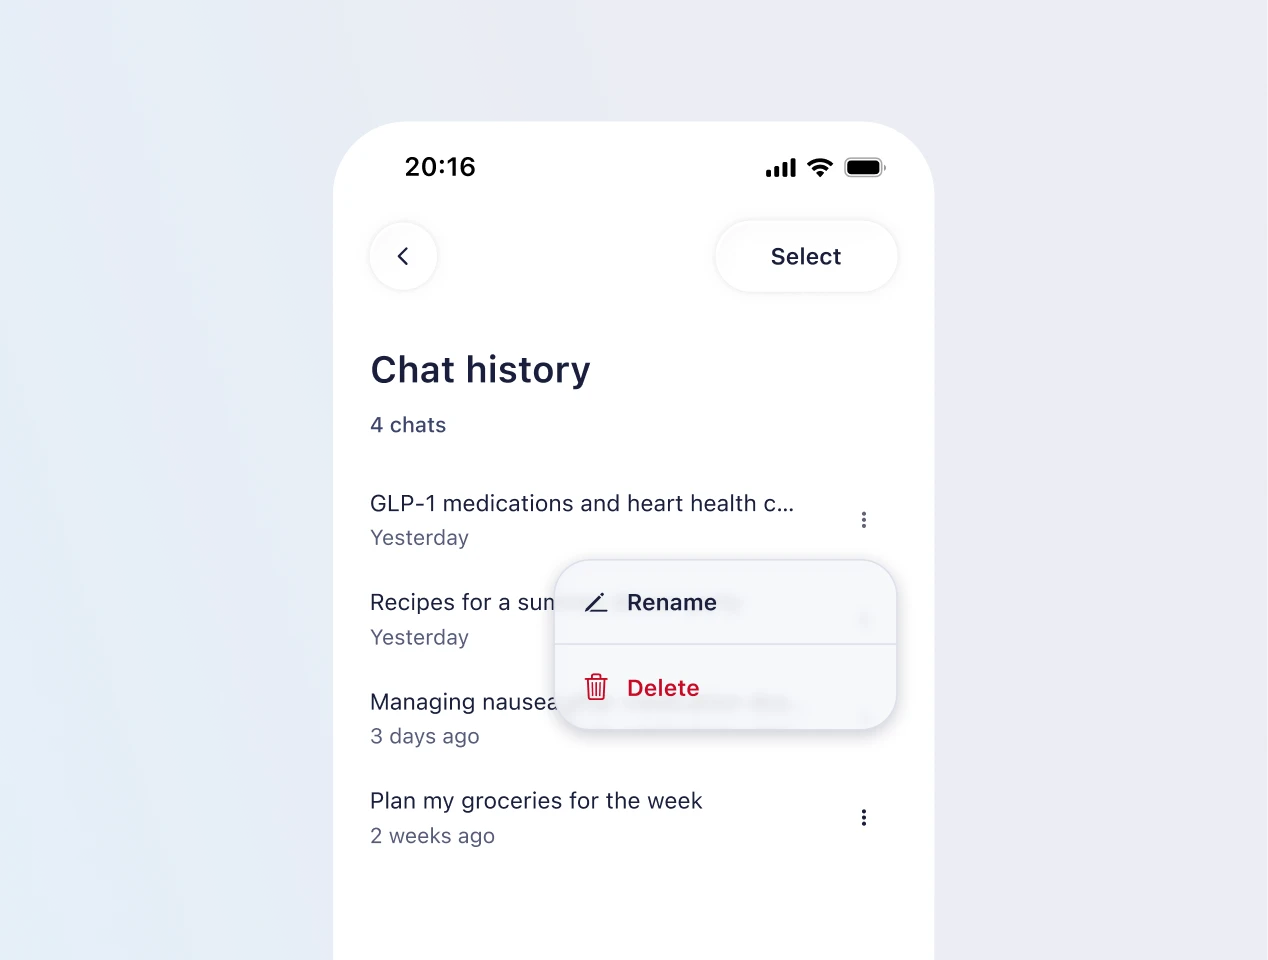 20:16
Select
Chat history
4 chats
GLP-1 medications and heart health c...
Yesterday
Recipes for a sum
Rename
Yesterday
Delete
Managing nausea
3 days ago
Plan my groceries for the week
2 weeks ago